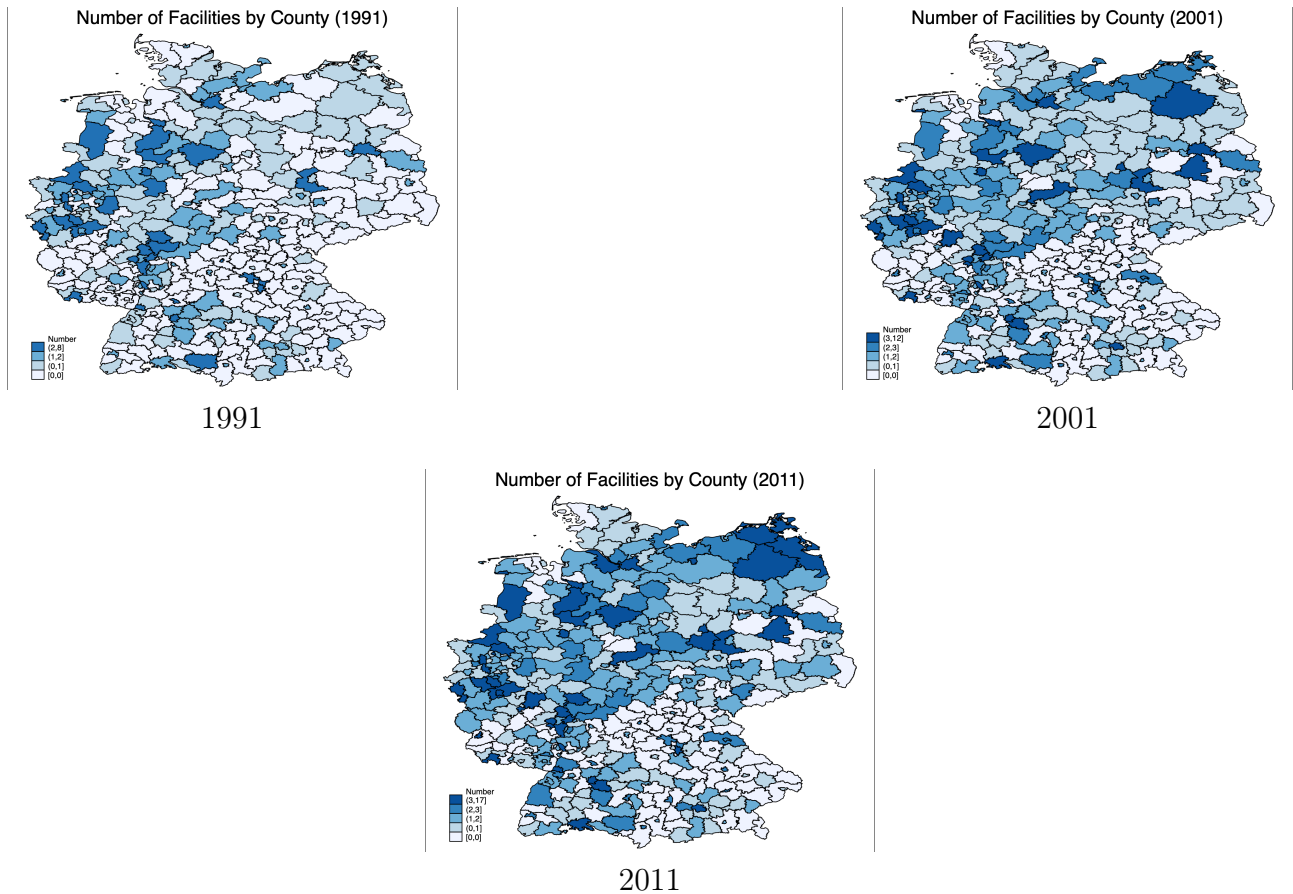 Number of Facilities by County (1991)
Number
(2,8]
(1,2]
(0,1]
[0,0]
1991
Number of Facilities by County (2001)
Number
(3,12]
(2,3]
(1,2]
(0,1]
[0,0]
2001
Number of Facilities by County (2011)
Number
(3,17]
(2,3]
(1,2]
(0,1]
[0,0]
2011